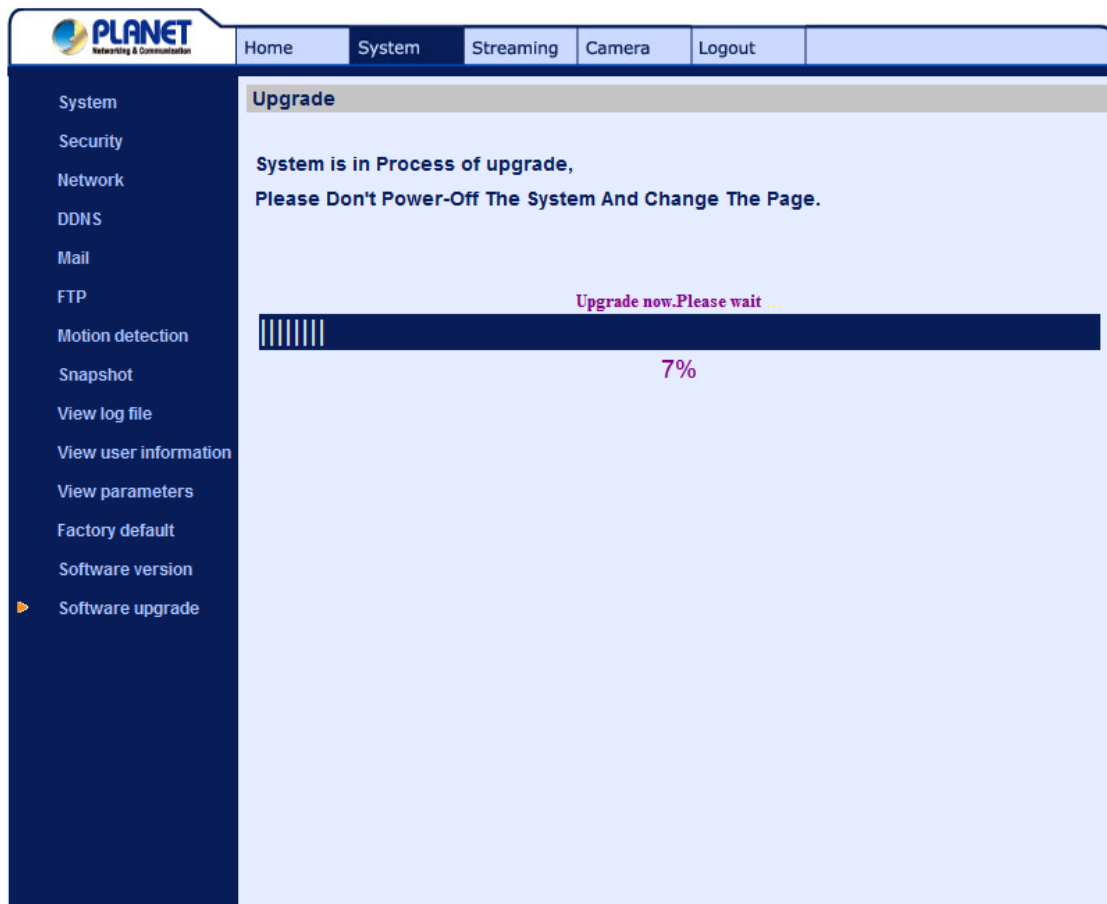 PLANET
Networking & Communication
Home System Streaming Camera Logout
System
Security
Network
DDNS
Mail
FTP
Motion detection
Snapshot
View log file
View user information
View parameters
Factory default
Software version
Software upgrade
Upgrade
System is in Process of upgrade,
Please Don't Power-Off The System And Change The Page.
Upgrade now.Please wait ...
7%